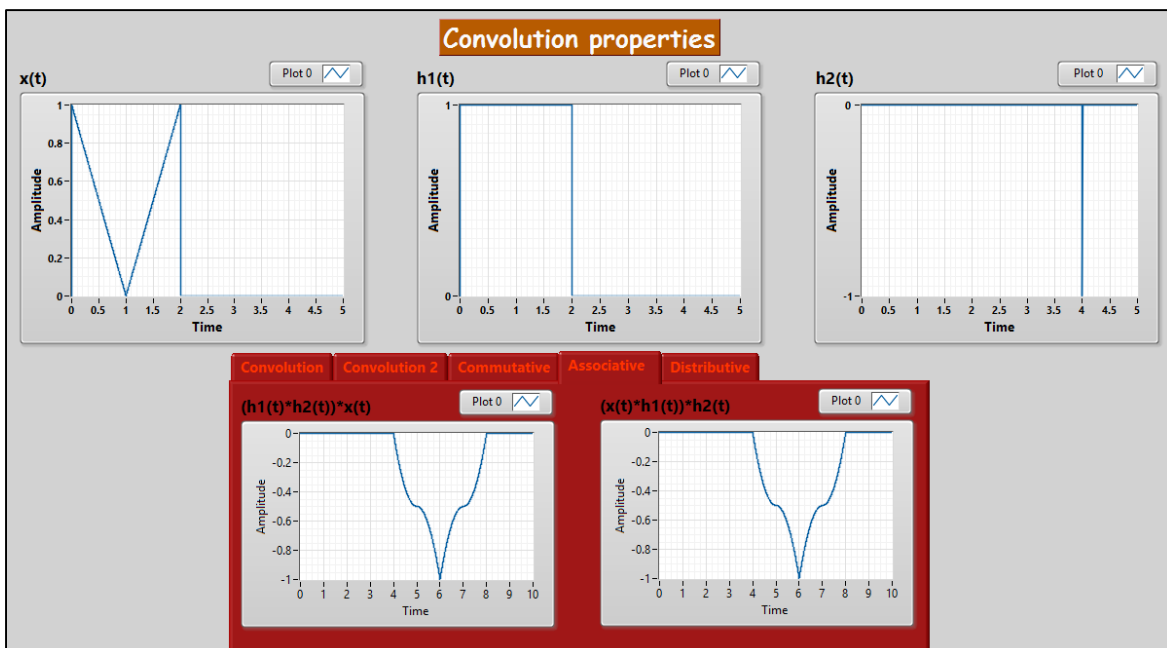 Convolution properties
x(t)
Plot 0
Amplitude
1
0.8
0.6
0.4
0.2
0
0 0.5 1 1.5 2 2.5 3 3.5 4 4.5 5
Time
h1(t)
Plot 0
Amplitude
1
0
0 0.5 1 1.5 2 2.5 3 3.5 4 4.5 5
Time
h2(t)
Plot 0
Amplitude
0
-1
0 0.5 1 1.5 2 2.5 3 3.5 4 4.5 5
Time
Convolution Convolution 2 Commutative Associative Distributive
(h1(t)*h2(t))*x(t)
Plot 0
Amplitude
0
-0.2
-0.4
-0.6
-0.8
-1
0 1 2 3 4 5 6 7 8 9 10
Time
(x(t)*h1(t))*h2(t)
Plot 0
Amplitude
0
-0.2
-0.4
-0.6
-0.8
-1
0 1 2 3 4 5 6 7 8 9 10
Time